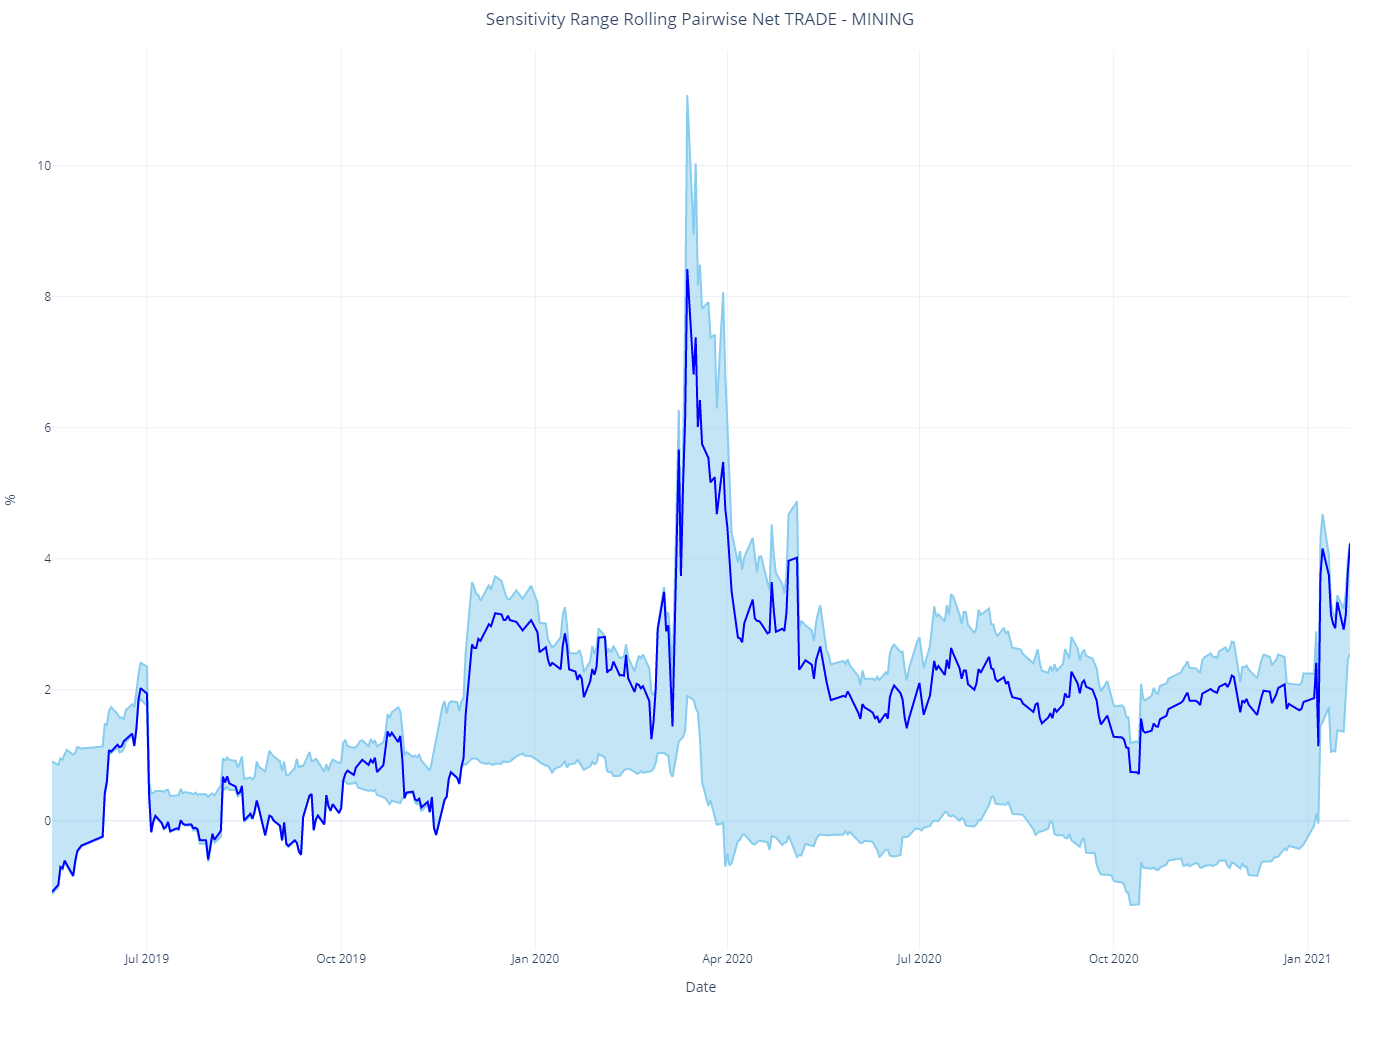 Sensitivity Range Rolling Pairwise Net TRADE - MINING
10
8
6
4
2
0
%
Jul 2019
Oct 2019
Jan 2020
Apr 2020
Jul 2020
Oct 2020
Jan 2021
Date